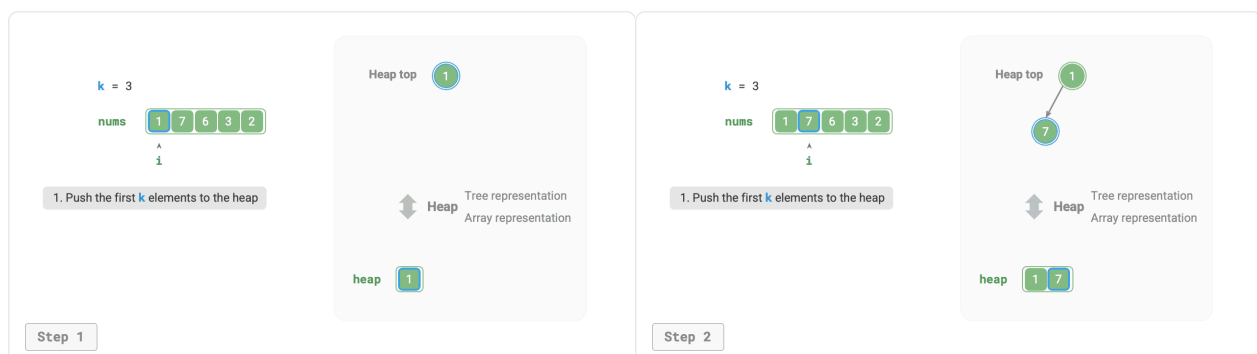 k = 3
nums 1 7 6 3 2
i
1. Push the first k elements to the heap
Heap top 1
Heap
Tree representation
Array representation
heap 1
Step 1
k = 3
nums 1 7 6 3 2
i
1. Push the first k elements to the heap
Heap top 1
7
Heap
Tree representation
Array representation
heap 1 7
Step 2